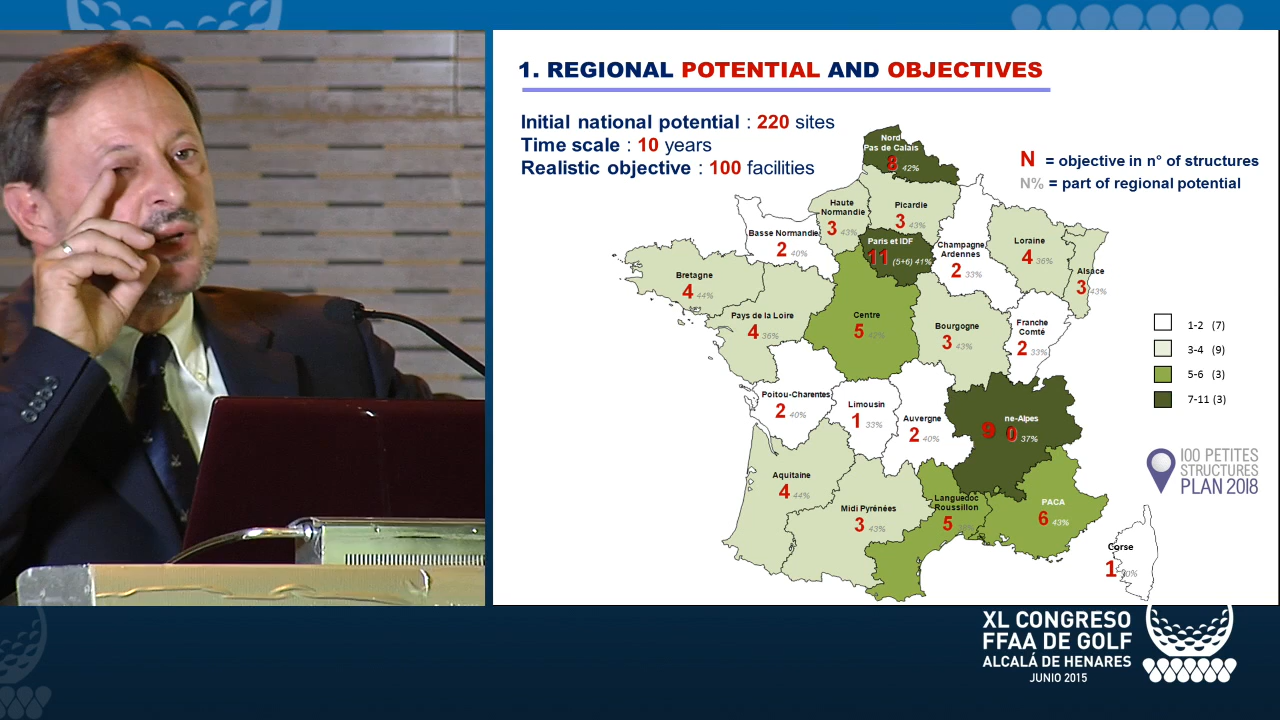 1. REGIONAL POTENTIAL AND OBJECTIVES
Initial national potential : 220 sites
Time scale : 10 years
Realistic objective : 100 facilities
N = objective in n° of structures
N% = part of regional potential
Nord
Pas de Calais
8 42%
Haute
Normandie
3 43%
Picardie
3 43%
Basse Normandie
2 40%
Paris et IDF
11 (5+6) 41%
Champagne
Ardennes
2 33%
Loraine
4 36%
Alsace
3 43%
Bretagne
4 44%
Pays de la Loire
4 36%
Centre
5 42%
Bourgogne
3 43%
Franche
Comté
2 33%
1-2 (7)
3-4 (9)
5-6 (3)
7-11 (3)
Poitou-Charentes
2 40%
Limousin
1 33%
Auvergne
2 40%
ne-Alpes
9 0 37%
Aquitaine
4 44%
Midi Pyrénées
3 43%
Languedoc
Roussillon
5
PACA
6 43%
Corse
1
100 PETITES
STRUCTURES
PLAN 2018
XL CONGRESO
FFAA DE GOLF
ALCALÁ DE HENARES
JUNIO 2015